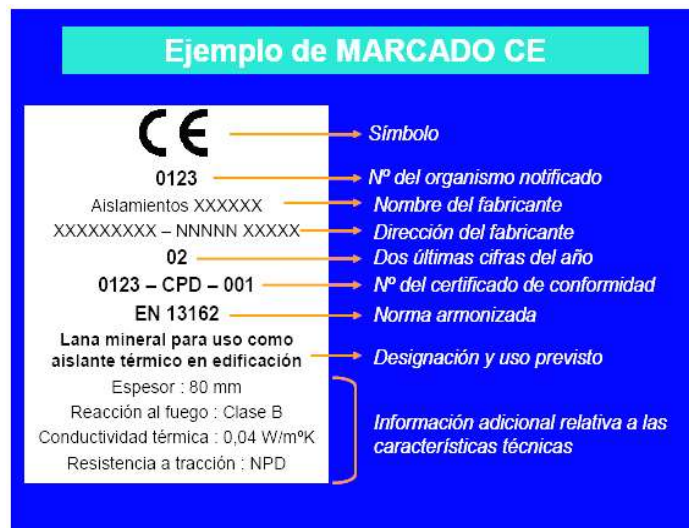 Ejemplo de MARCADO CE
CE
Símbolo
0123
Nº del organismo notificado
Aislamientos XXXXXX
Nombre del fabricante
XXXXXXXXX – NNNNN XXXXX
Dirección del fabricante
02
Dos últimas cifras del año
0123 – CPD – 001
Nº del certificado de conformidad
EN 13162
Norma armonizada
Lana mineral para uso como
aislante térmico en edificación
Designación y uso previsto
Espesor : 80 mm
Reacción al fuego : Clase B
Conductividad térmica : 0,04 W/mºK
Resistencia a tracción : NPD
Información adicional relativa a las
características técnicas